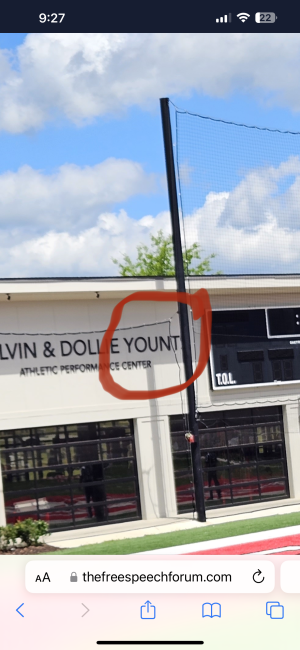 9:27
22
LVIN & DOLLIE YOUNT
ATHLETIC PERFORMANCE CENTER
T.O.L.
AA
thefreespeechforum.com